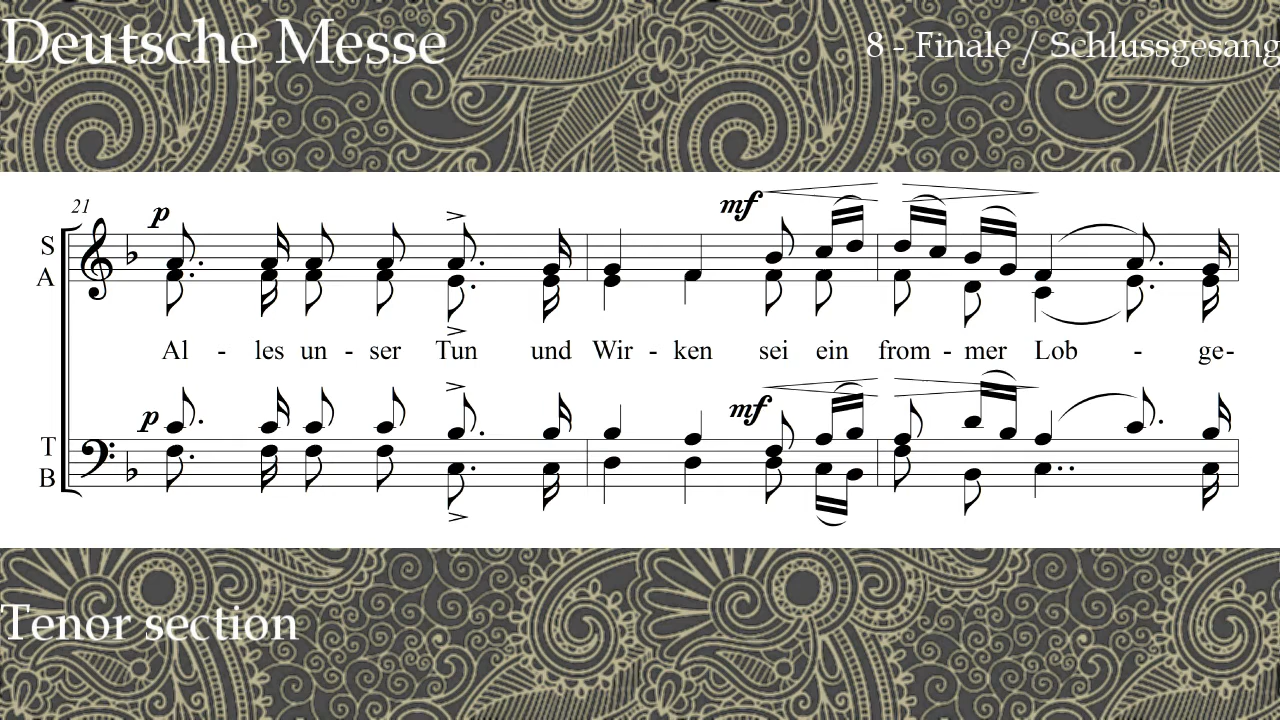 Deutsche Messe
8 - Finale / Schlussgesang
21
p
mf
S
A
Al - les un - ser Tun und Wir - ken sei ein from - mer Lob - ge-
p
mf
T
B
Tenor section